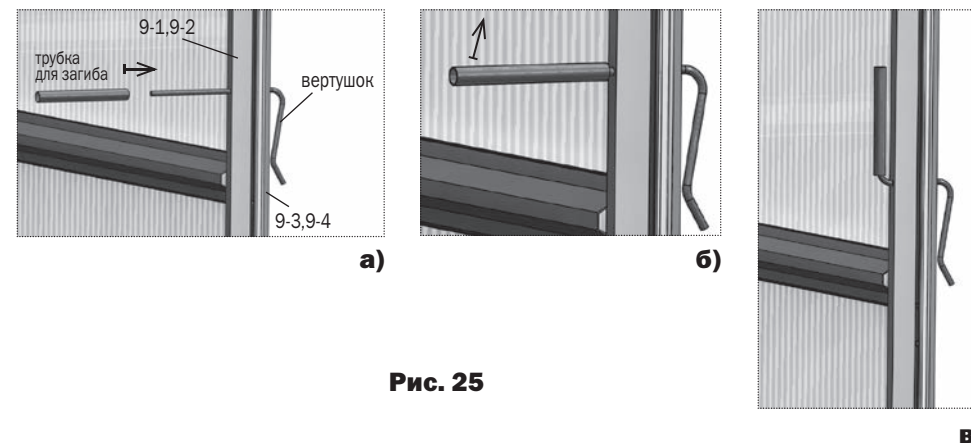 9-1,9-2
трубка
для загиба
вертушок
9-3,9-4
а)
б)
Рис. 25
в